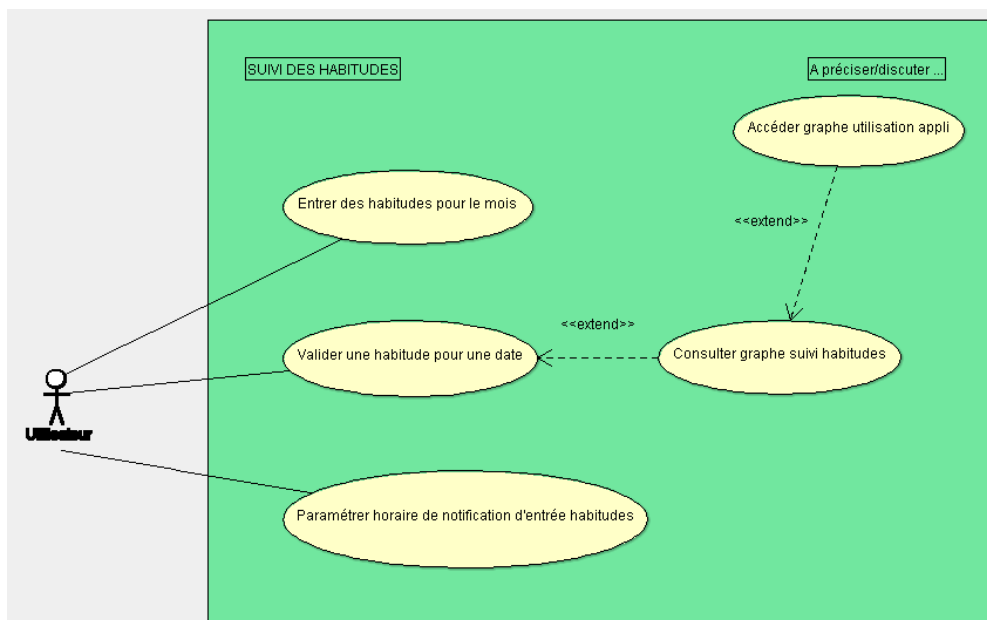 SUIVI DES HABITUDES
A préciser/discuter ...
Accéder graphe utilisation appli
Entrer des habitudes pour le mois
<<extend>>
<<extend>>
Valider une habitude pour une date
Consulter graphe suivi habitudes
Utilisateur
Paramétrer horaire de notification d'entrée habitudes